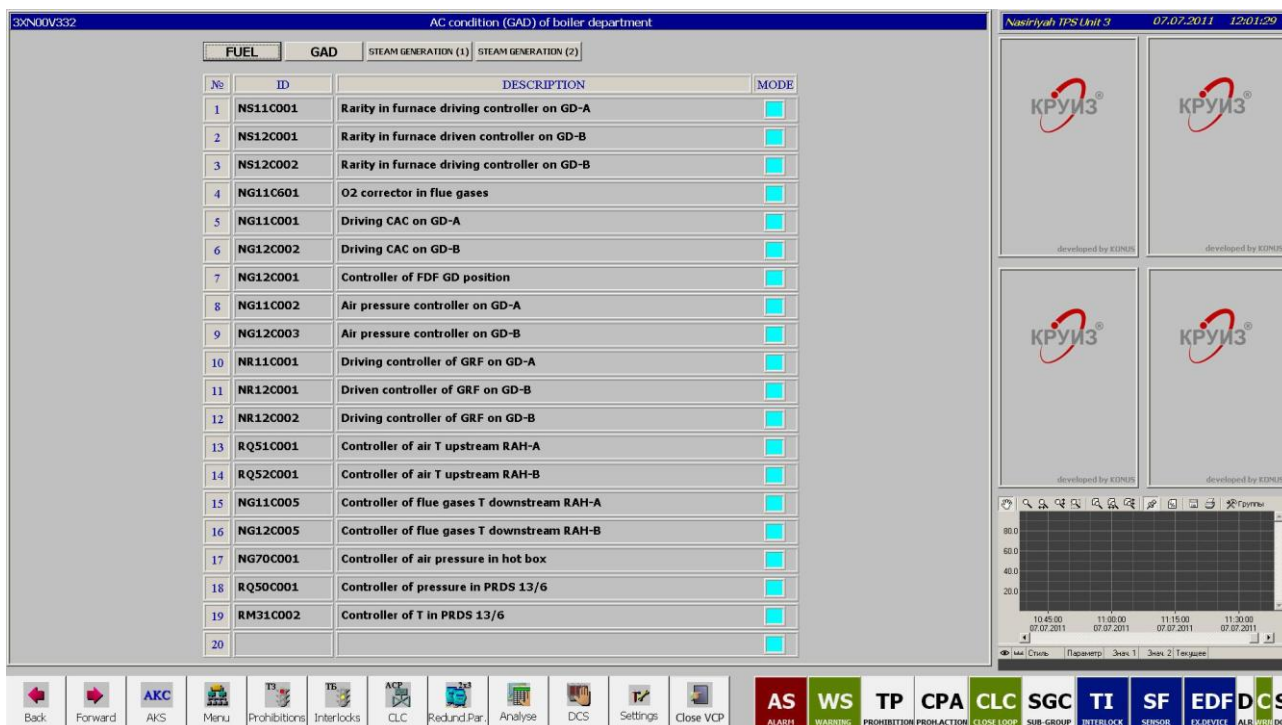 3XN00V332 AC condition (GAD) of boiler department
Nasiriyah TPS Unit 3 07.07.2011 12:01:29
FUEL GAD STEAM GENERATION (1) STEAM GENERATION (2)
№ ID DESCRIPTION MODE
1 NS11C001 Rarity in furnace driving controller on GD-A
2 NS12C001 Rarity in furnace driven controller on GD-B
3 NS12C002 Rarity in furnace driving controller on GD-B
4 NG11C601 O2 corrector in flue gases
5 NG11C001 Driving CAC on GD-A
6 NG12C002 Driving CAC on GD-B
7 NG12C001 Controller of FDF GD position
8 NG11C002 Air pressure controller on GD-A
9 NG12C003 Air pressure controller on GD-B
10 NR11C001 Driving controller of GRF on GD-A
11 NR12C001 Driven controller of GRF on GD-B
12 NR12C002 Driving controller of GRF on GD-B
13 RQ51C001 Controller of air T upstream RAH-A
14 RQ52C001 Controller of air T upstream RAH-B
15 NG11C005 Controller of flue gases T downstream RAH-A
16 NG12C005 Controller of flue gases T downstream RAH-B
17 NG70C001 Controller of air pressure in hot box
18 RQ50C001 Controller of pressure in PRDS 13/6
19 RM31C002 Controller of T in PRDS 13/6
20
КРУИЗ® КРУИЗ®
developed by KONUS developed by KONUS
КРУИЗ® КРУИЗ®
developed by KONUS developed by KONUS
Группы
80.0
60.0
40.0
20.0
10:45:00 11:00:00 11:15:00 11:30:00
07.07.2011 07.07.2011 07.07.2011 07.07.2011
Стиль Параметр Знач. 1 Знач. 2 Текущее
AKC ТЗ ТБ АСР 2x3
Back Forward AKS Menu Prohibitions Interlocks CLC Redund.Par. Analyse DCS Settings Close VCP
AS WS TP CPA CLC SGC TI SF EDF D C S
ALARM WARNING PROHIBITION PROH.ACTION CLOSE LOOP SUB-GROUP INTERLOCK SENSOR EX.DEVICE